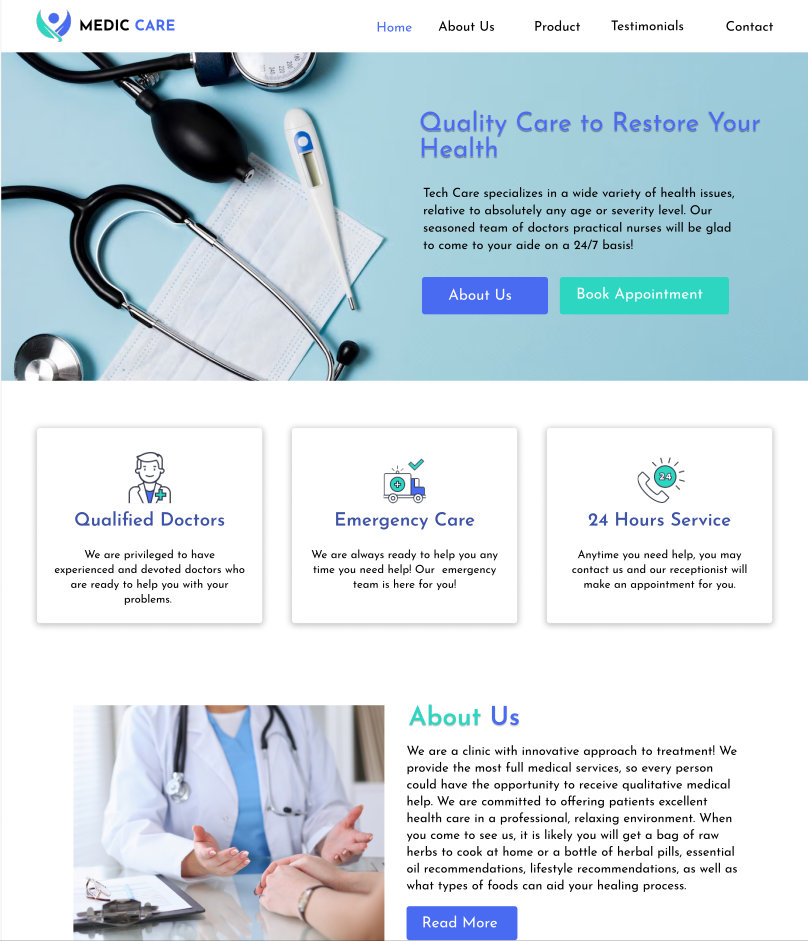 MEDIC CARE
Home About Us Product Testimonials Contact
Quality Care to Restore Your
Health
Tech Care specializes in a wide variety of health issues,
relative to absolutely any age or severity level. Our
seasoned team of doctors practical nurses will be glad
to come to your aide on a 24/7 basis!
About Us
Book Appointment
Qualified Doctors
We are privileged to have
experienced and devoted doctors who
are ready to help you with your
problems.
Emergency Care
We are always ready to help you any
time you need help! Our emergency
team is here for you!
24
24 Hours Service
Anytime you need help, you may
contact us and our receptionist will
make an appointment for you.
About Us
We are a clinic with innovative approach to treatment! We
provide the most full medical services, so every person
could have the opportunity to receive qualitative medical
help. We are committed to offering patients excellent
health care in a professional, relaxing environment. When
you come to see us, it is likely you will get a bag of raw
herbs to cook at home or a bottle of herbal pills, essential
oil recommendations, lifestyle recommendations, as well as
what types of foods can aid your healing process.
Read More